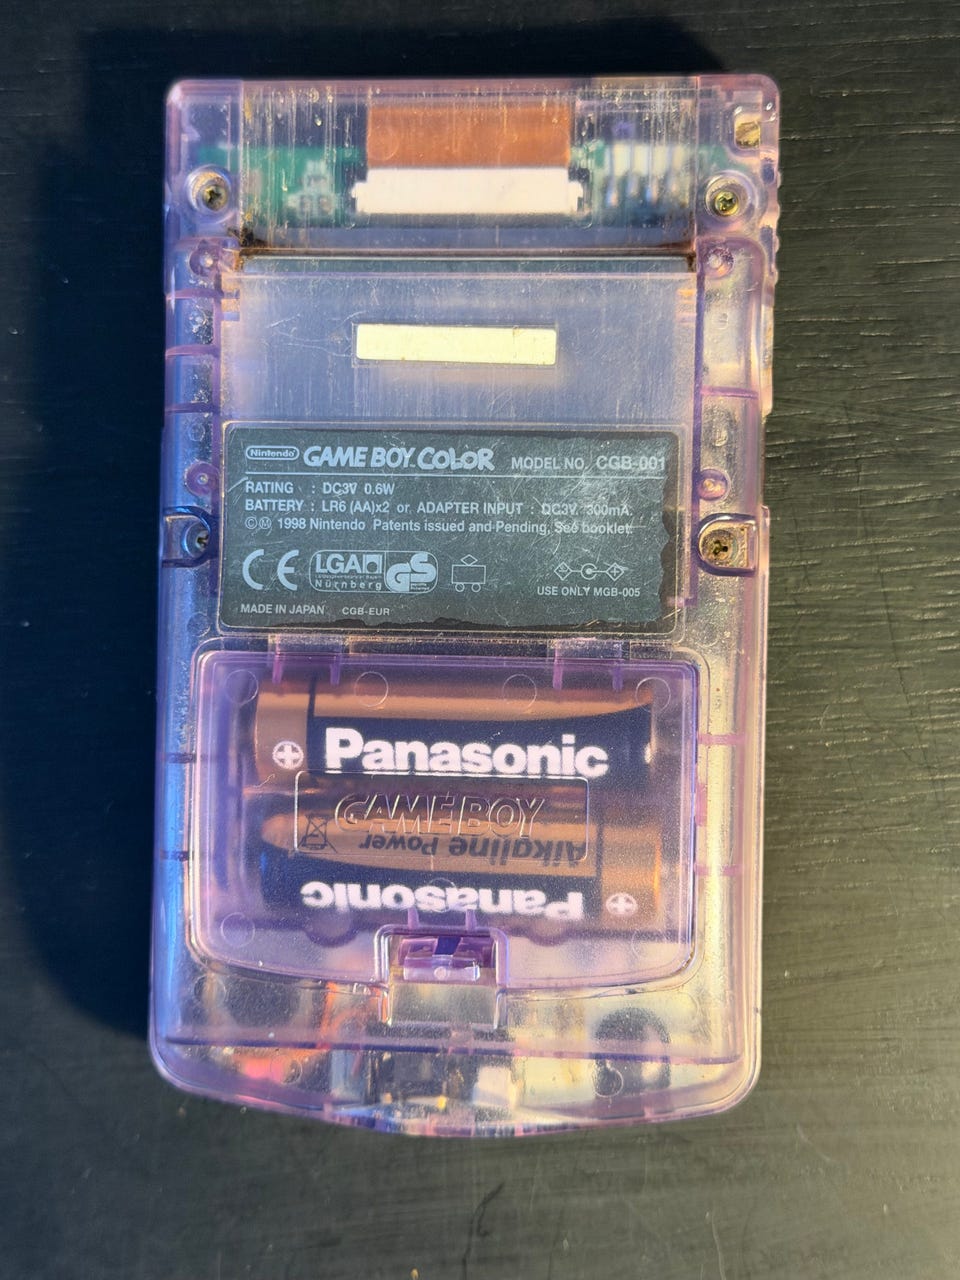 Nintendo GAME BOY COLOR MODEL NO. CGB-001
RATING : DC3V 0.6W
BATTERY : LR6 (AA)x2 or, ADAPTER INPUT : DC3V, 300mA.
©Ⓜ 1998 Nintendo Patents issued and Pending, See booklet.
CE LGA Nürnberg GS
USE ONLY MGB-005
MADE IN JAPAN CGB-EUR
Panasonic
GAME BOY
Alkaline Power
Panasonic